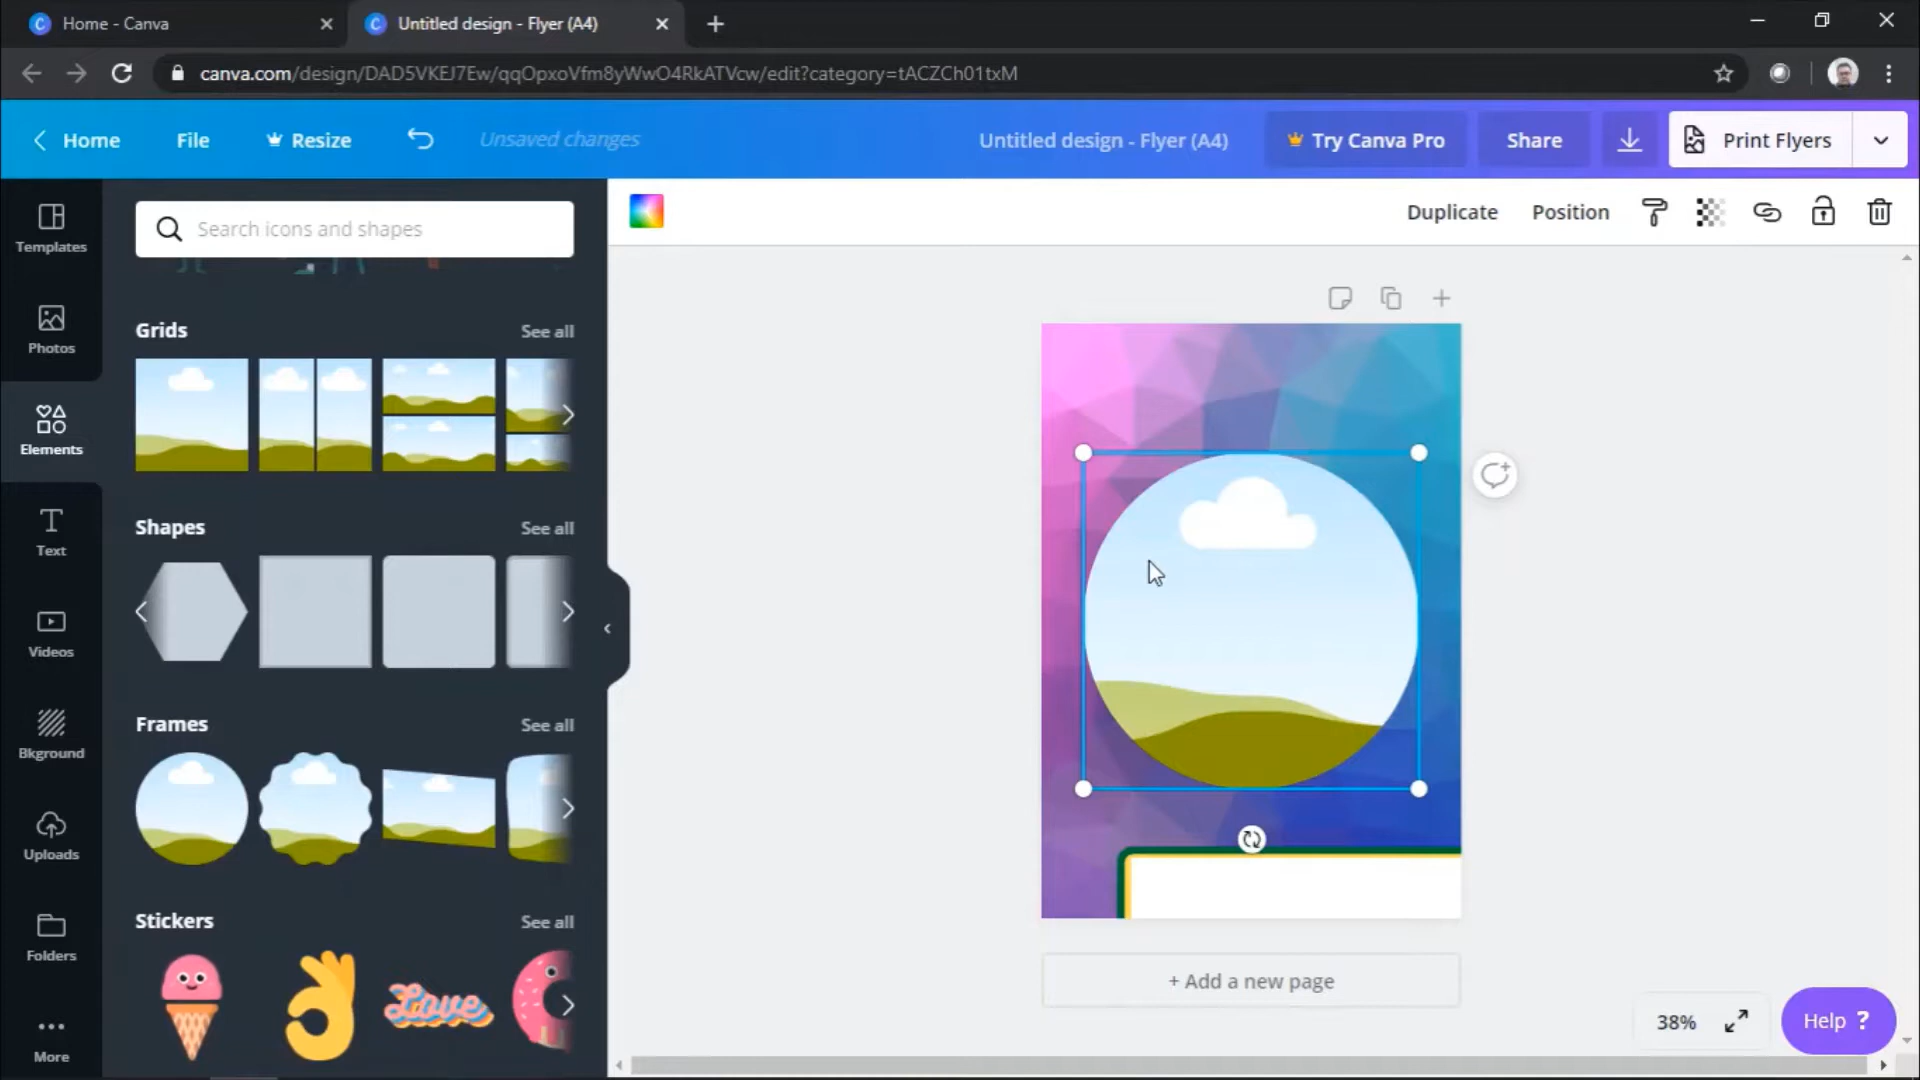 Home - Canva
Untitled design - Flyer (A4)
canva.com/design/DAD5VKEJ7Ew/qqOpxoVfm8yWwO4RkATVcw/edit?category=tACZCh01txM
Home
File
Resize
Unsaved changes
Untitled design - Flyer (A4)
Try Canva Pro
Share
Print Flyers
Templates
Photos
Elements
Text
Videos
Bkground
Uploads
Folders
More
Search icons and shapes
Grids
See all
Shapes
See all
Frames
See all
Stickers
See all
Love
Duplicate
Position
+ Add a new page
38%
Help ?